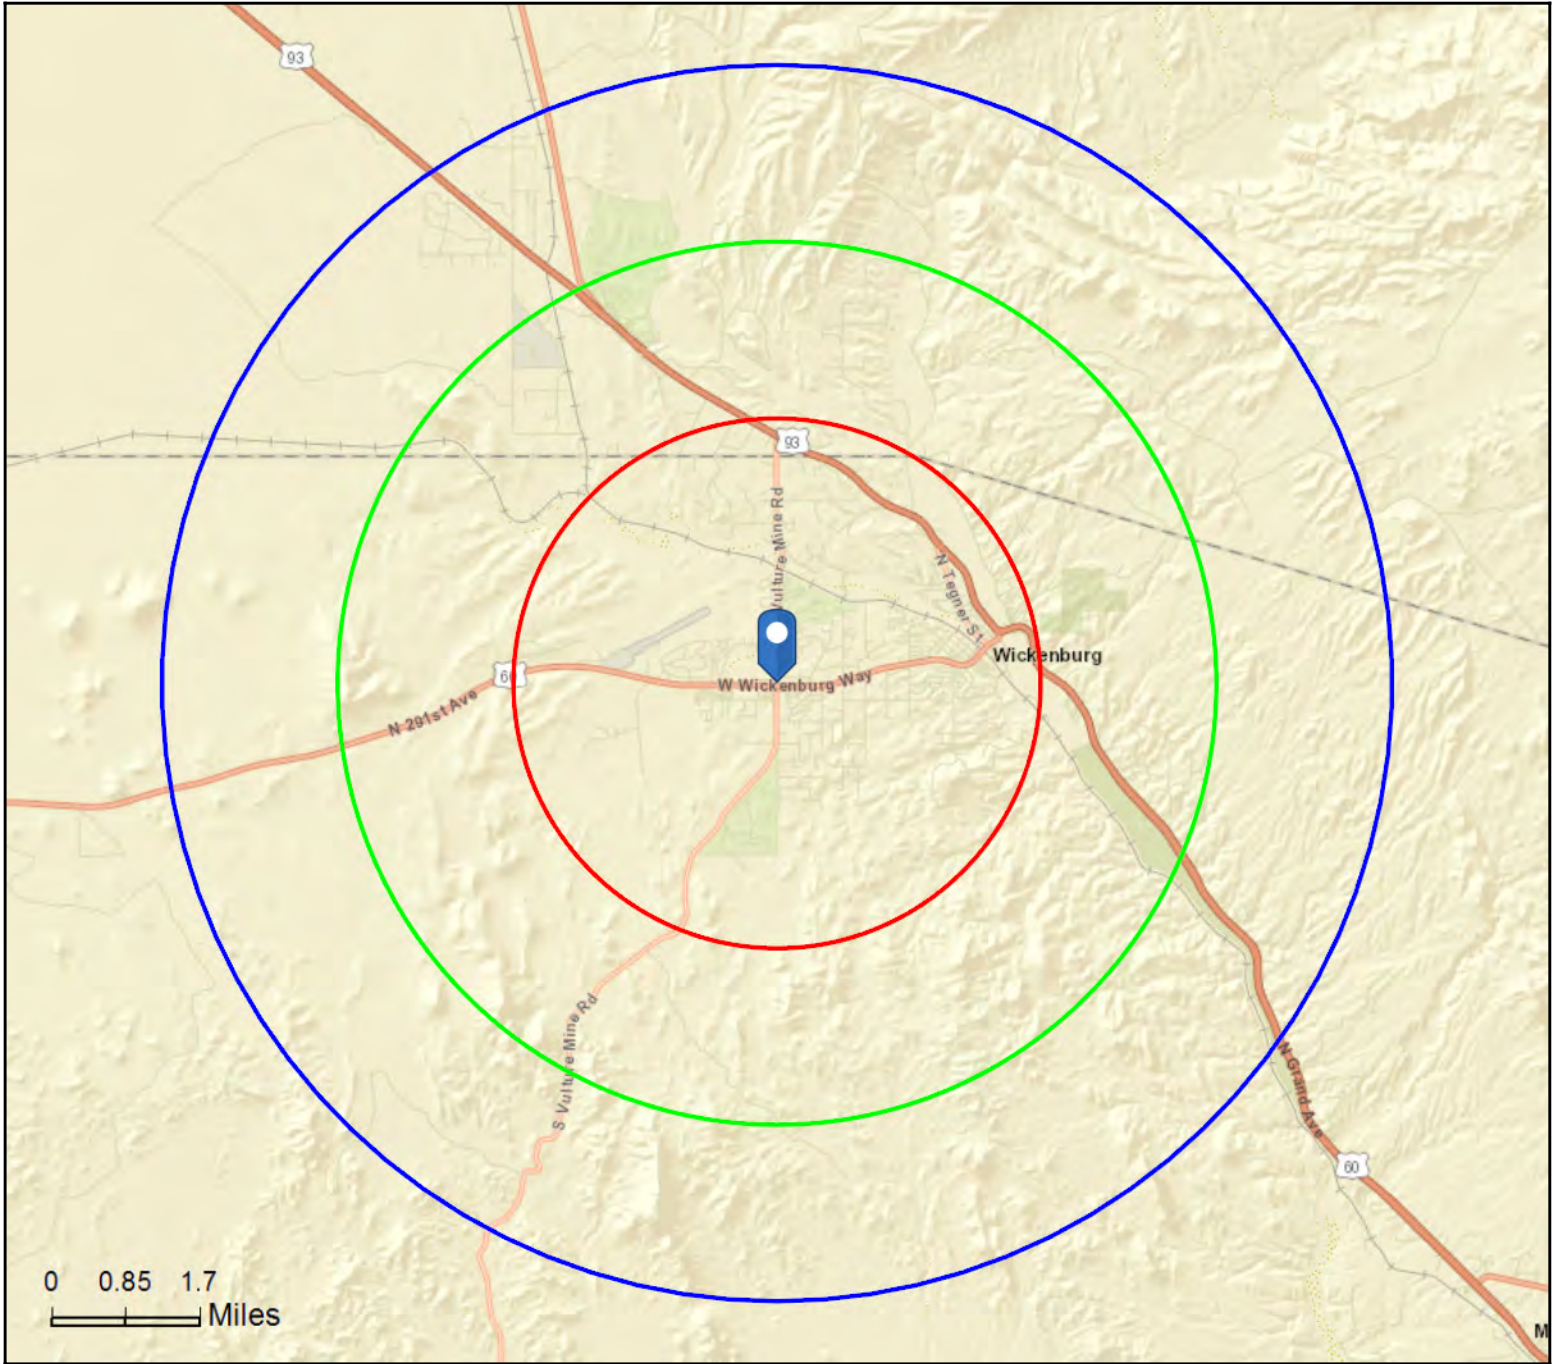 93
93
Vulture Mine Rd
N Tegner St
Wickenburg
W Wickenburg Way
N 291st Ave
S Vulture Mine Rd
N Grand Ave
60
0 0.85 1.7
Miles